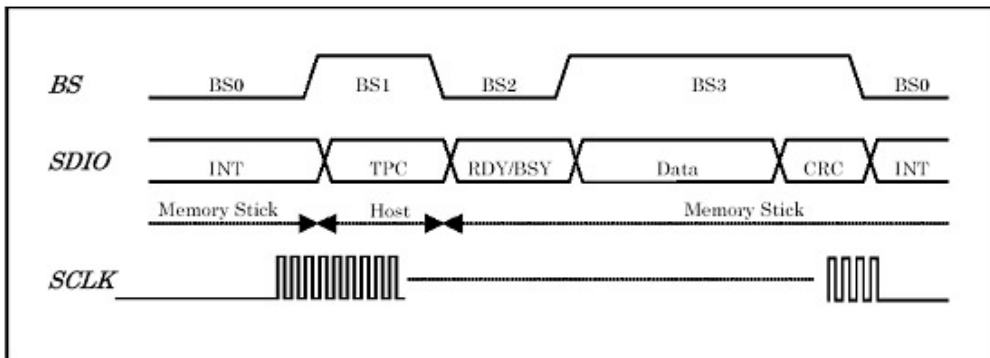 BS BS0 BS1 BS2 BS3 BS0
SDIO INT TPC RDY/BSY Data CRC INT
Memory Stick Host Memory Stick
SCLK